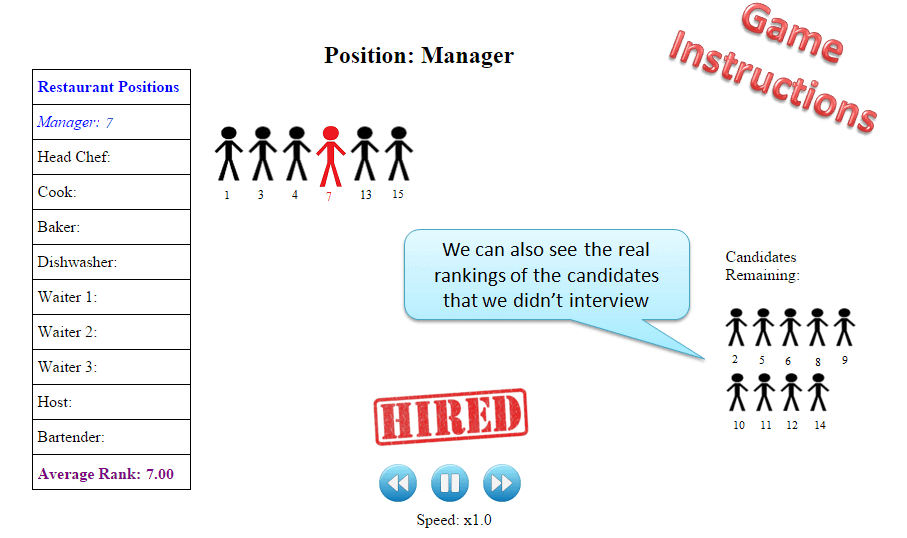 Game
Instructions
Position: Manager
Restaurant Positions
Manager: 7
Head Chef:
Cook:
Baker:
Dishwasher:
Waiter 1:
Waiter 2:
Waiter 3:
Host:
Bartender:
Average Rank: 7.00
1 3 4 7 13 15
We can also see the real
rankings of the candidates
that we didn’t interview
Candidates
Remaining:
2 5 6 8 9
10 11 12 14
HIRED
Speed: x1.0